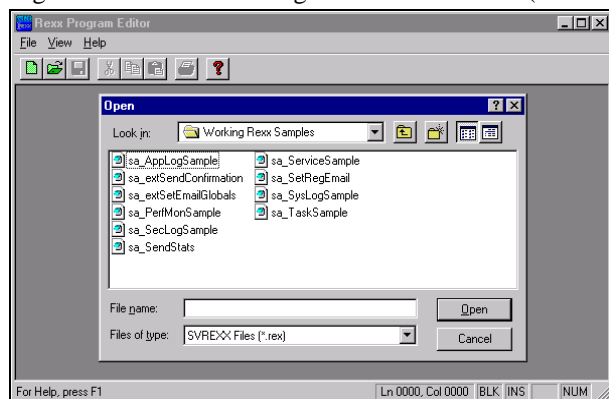 Rexx Program Editor
File View Help
Open
Look in: Working Rexx Samples
sa_AppLogSample
sa_extSendConfirmation
sa_extSetEmailGlobals
sa_PerfMonSample
sa_SecLogSample
sa_SendStats
sa_ServiceSample
sa_SetRegEmail
sa_SysLogSample
sa_TaskSample
File name: Open
Files of type: SVREXX Files (*.rex) Cancel
For Help, press F1 Ln 0000, Col 0000 BLK INS NUM